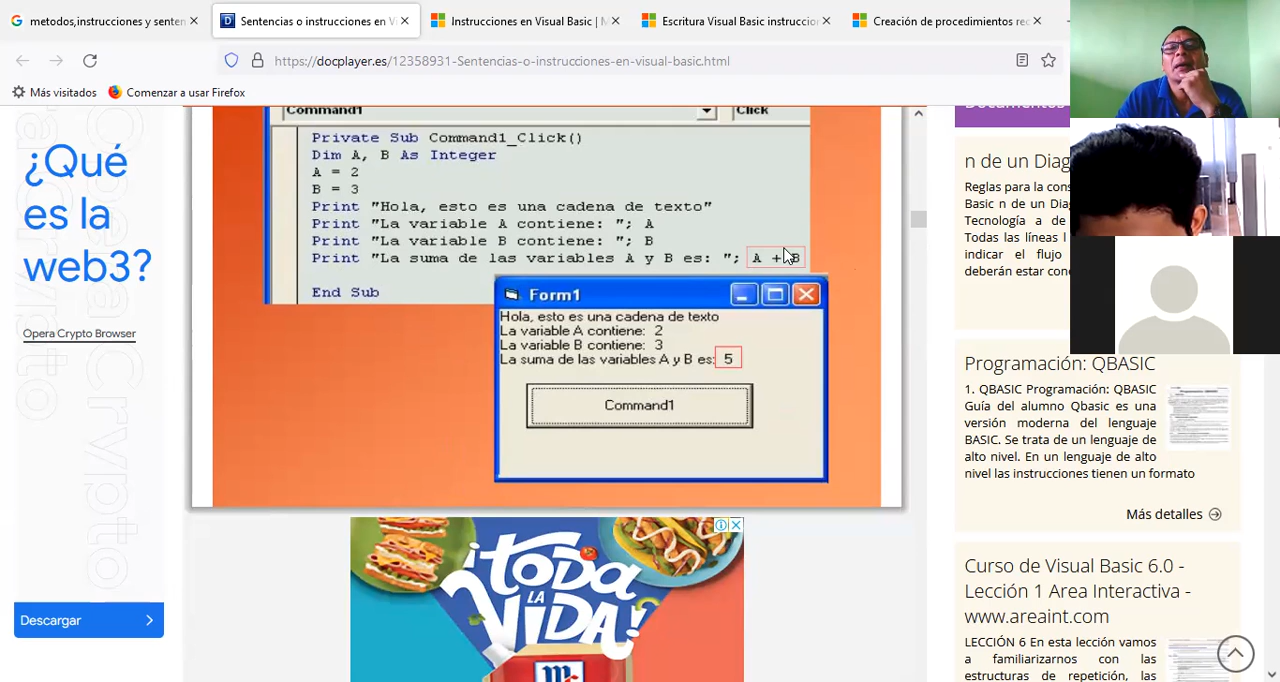 metodos,instrucciones y senten
Sentencias o instrucciones en V
Instrucciones en Visual Basic | M
Escritura Visual Basic instruccion
Creación de procedimientos rec
https://docplayer.es/12358931-Sentencias-o-instrucciones-en-visual-basic.html
Más visitados
Comenzar a usar Firefox
¿Qué
es la
web3?
Opera Crypto Browser
Descargar
Command1
Click
Private Sub Command1_Click()
Dim A, B As Integer
A = 2
B = 3
Print "Hola, esto es una cadena de texto"
Print "La variable A contiene: "; A
Print "La variable B contiene: "; B
Print "La suma de las variables A y B es: "; A + B
End Sub
Form1
Hola, esto es una cadena de texto
La variable A contiene: 2
La variable B contiene: 3
La suma de las variables A y B es: 5
Command1
¡TODA
LA
VIDA!
Documentos
n de un Diag
Reglas para la cons
Basic n de un Diag
Tecnología a de
Todas las líneas l
indicar el flujo
deberán estar con
Programación: QBASIC
1. QBASIC Programación: QBASIC
Guía del alumno Qbasic es una
versión moderna del lenguaje
BASIC. Se trata de un lenguaje de
alto nivel. En un lenguaje de alto
nivel las instrucciones tienen un formato
Más detalles
Curso de Visual Basic 6.0 -
Lección 1 Area Interactiva -
www.areaint.com
LECCIÓN 6 En esta lección vamos
a familiarizarnos con las
estructuras de repetición, las